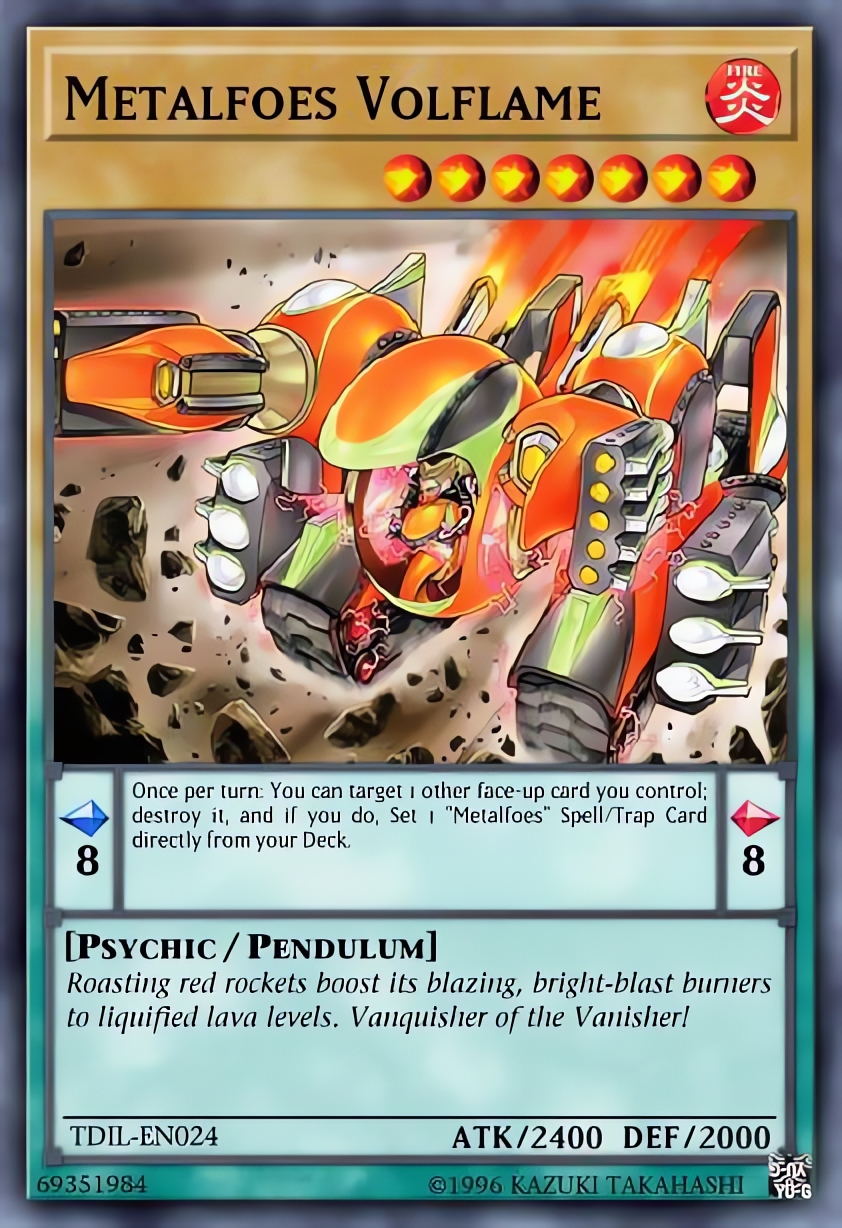 METALFOES VOLFLAME
FIRE
炎
Once per turn: You can target 1 other face-up card you control;
destroy it, and if you do, Set 1 "Metalfoes" Spell/Trap Card
directly from your Deck.
8
8
[PSYCHIC / PENDULUM]
Roasting red rockets boost its blazing, bright-blast burners
to liquified lava levels. Vanquisher of the Vanisher!
TDIL-EN024
ATK/2400 DEF/2000
69351984
©1996 KAZUKI TAKAHASHI